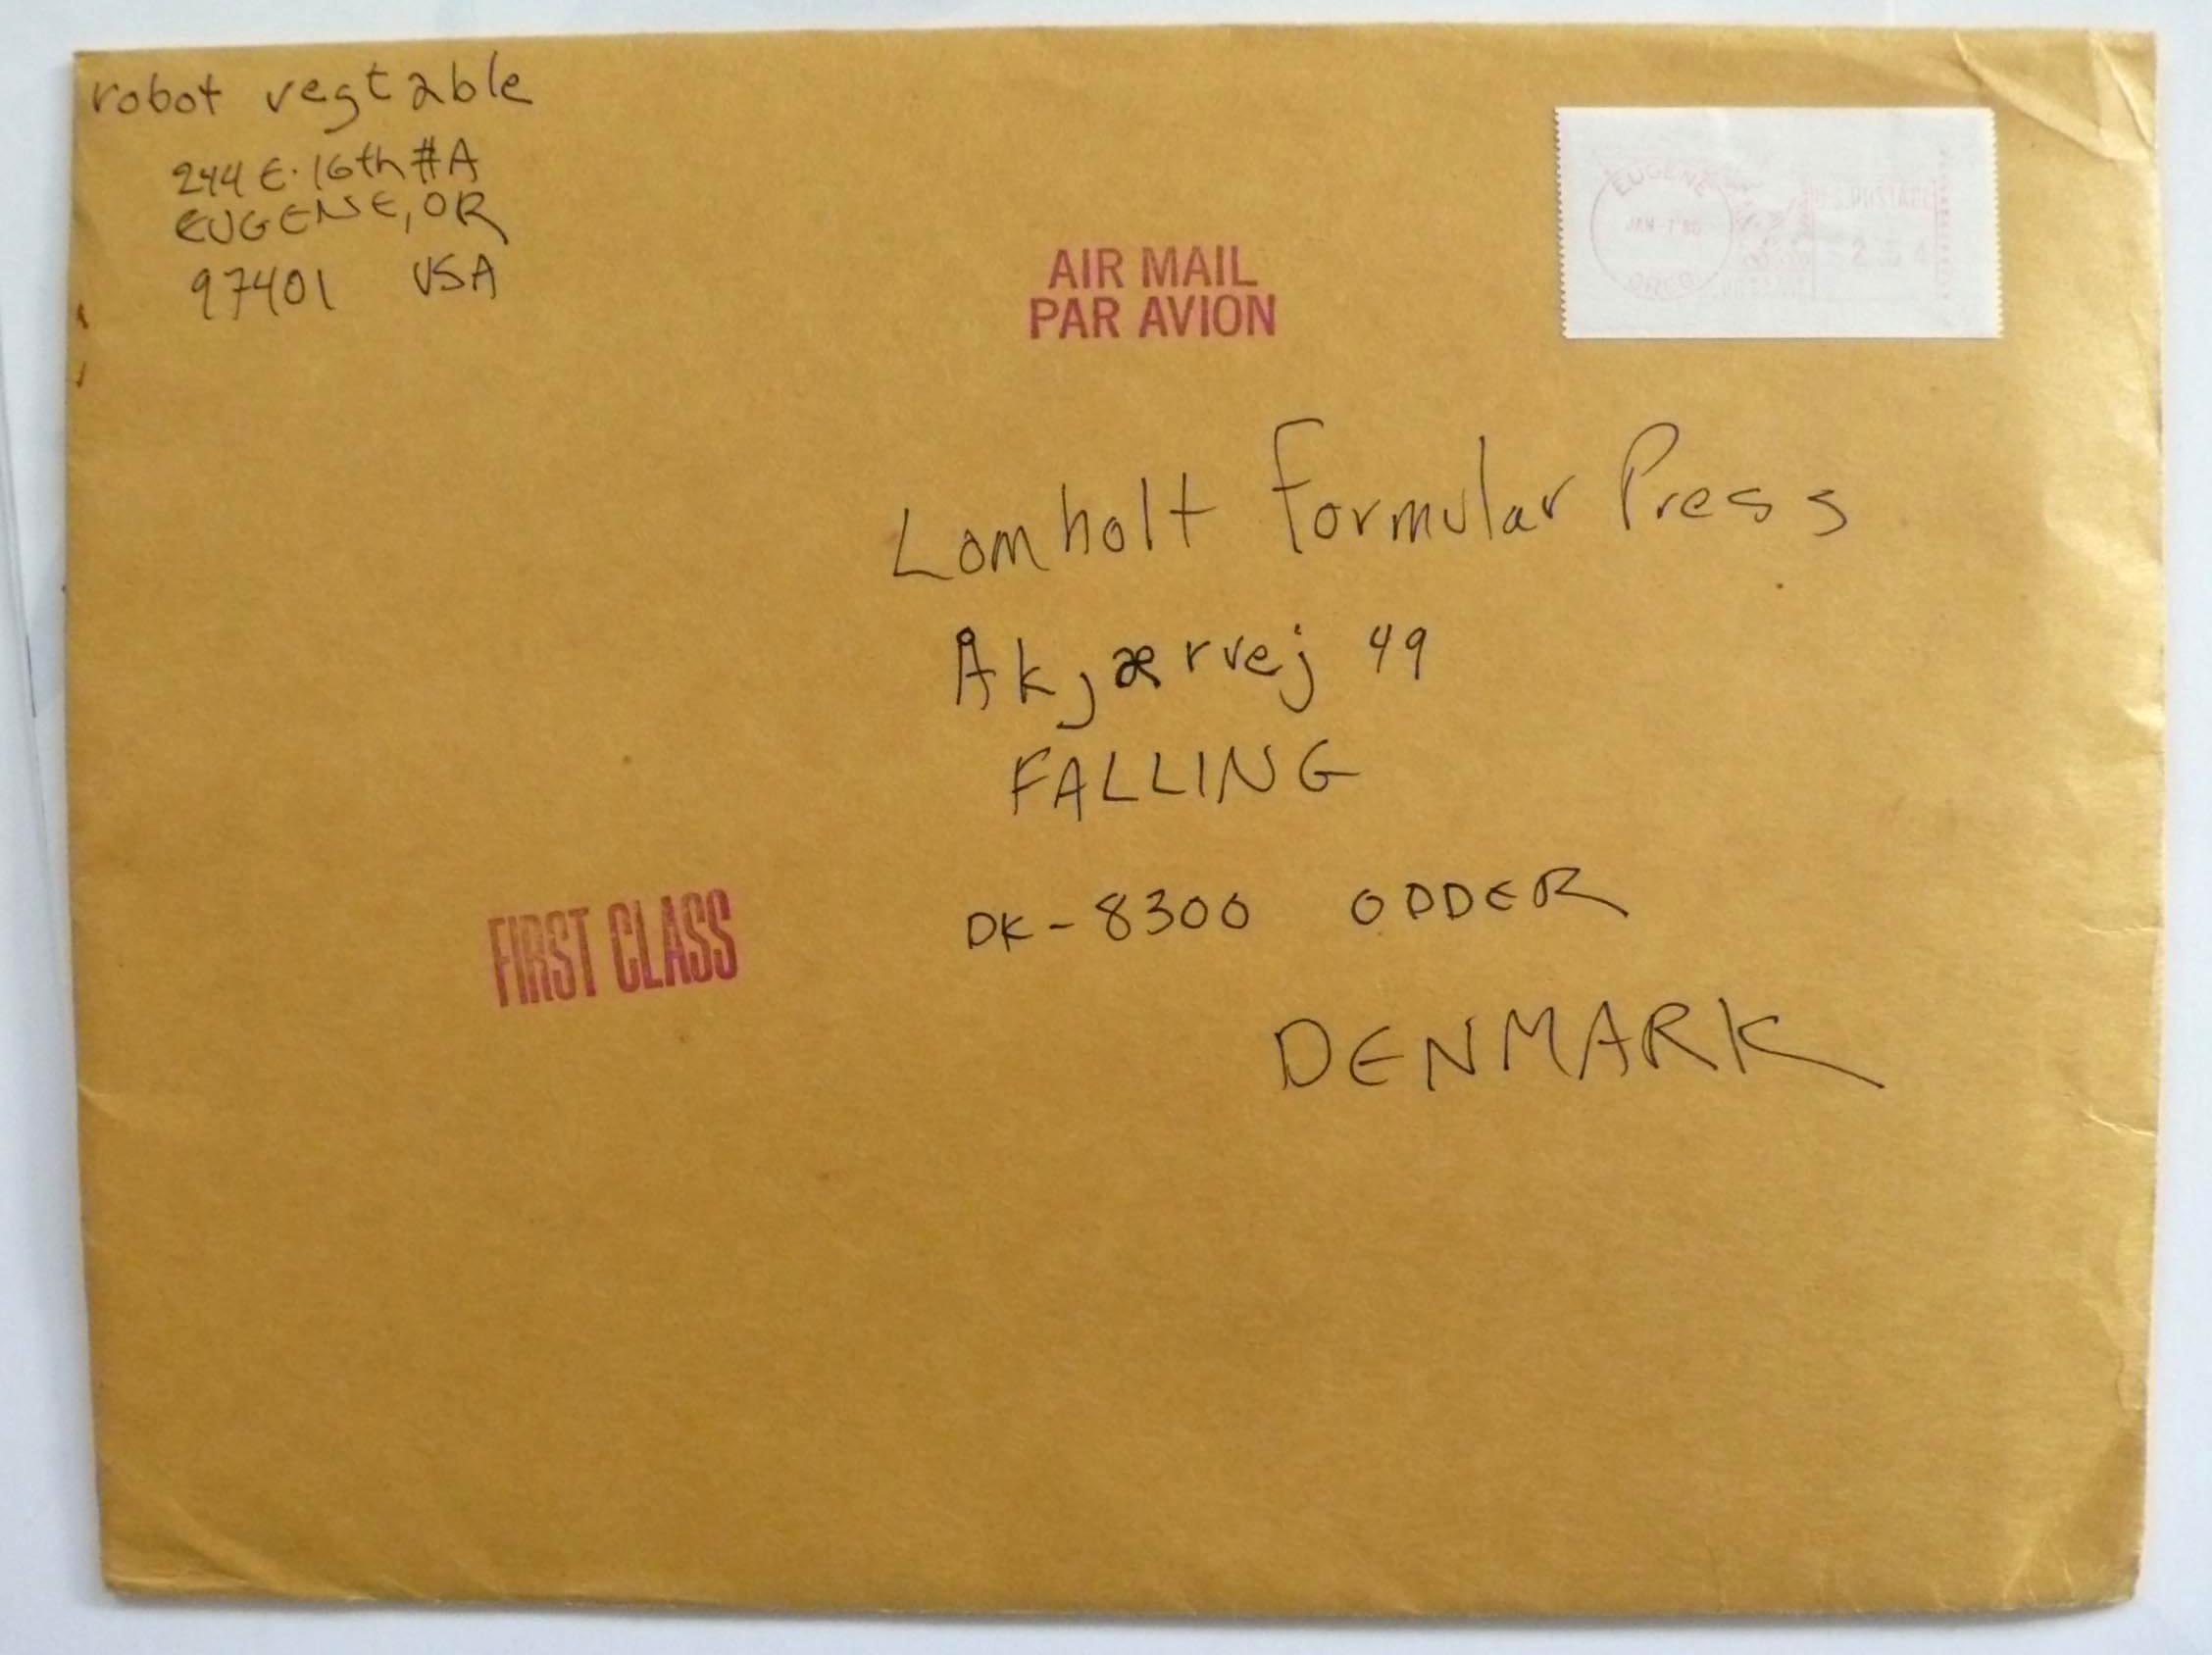 robot vegtable
244 E. 16th #A
EUGENE, OR
97401 USA
EUGENE
AIR MAIL
PAR AVION
Lomholt Formular Press
Åkjærvej 49
FALLING
DK-8300 ODDER
DENMARK
FIRST CLASS